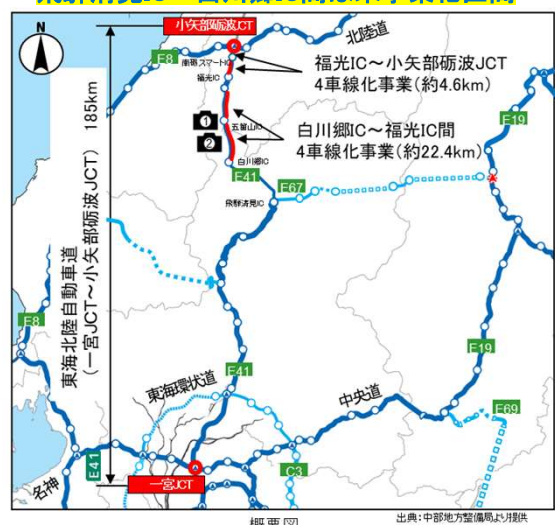 小矢部砺波JCT
北陸道
E8
南砺スマートIC
福光IC
福光IC～小矢部砺波JCT
4車線化事業(約4.6km)
E19
1
五箇山IC
2
白川郷IC～福光IC間
4車線化事業(約22.4km)
白川郷IC
E41
E67
飛騨清見IC
185km
東海北陸自動車道
(一宮JCT～小矢部砺波JCT)
E8
E41
E19
東海環状道
中央道
E69
E41
C3
名神
一宮JCT
概要図
出典:中部地方整備局より提供